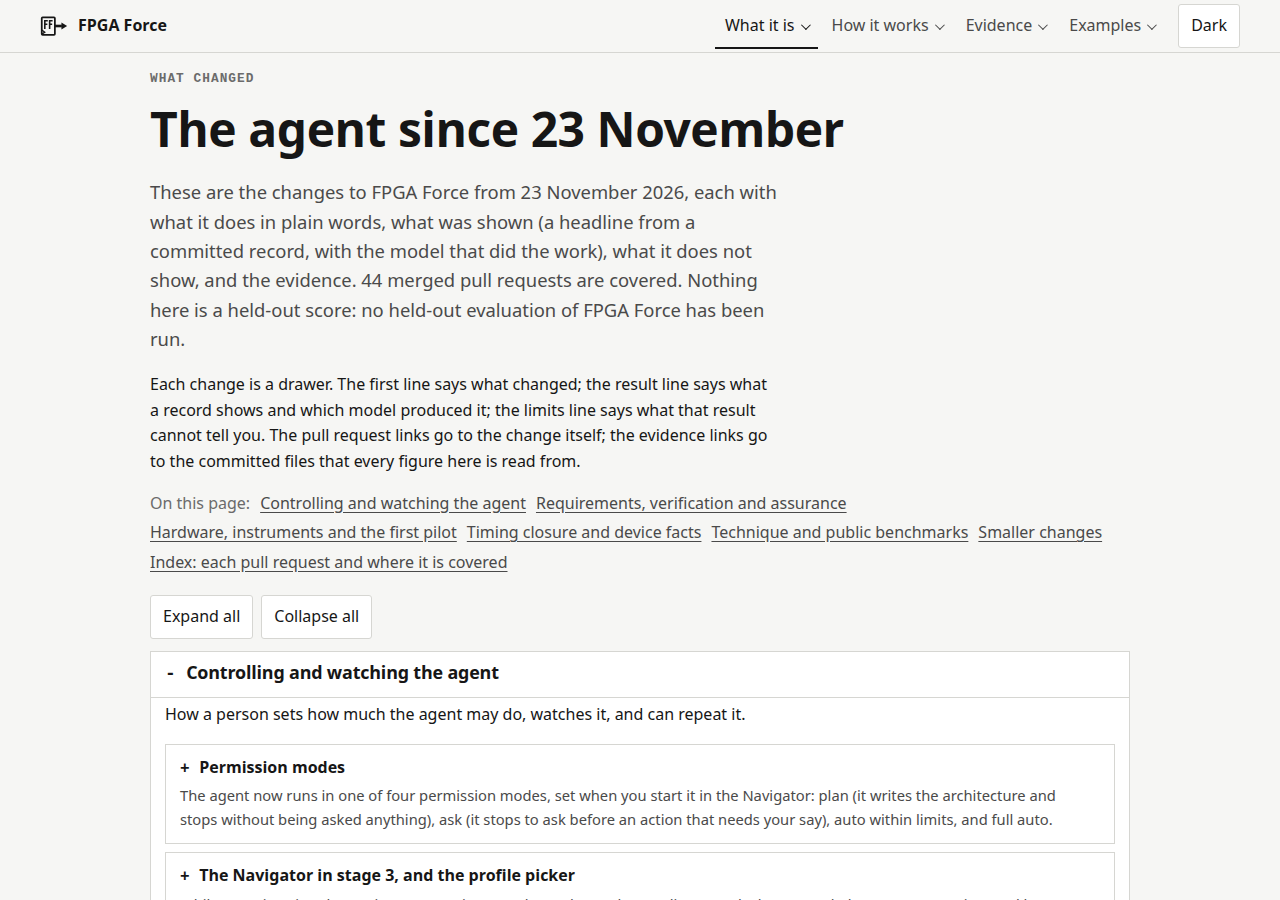 FPGA Force
What it is
How it works
Evidence
Examples
Dark
WHAT CHANGED
The agent since 23 November
These are the changes to FPGA Force from 23 November 2026, each with
what it does in plain words, what was shown (a headline from a
committed record, with the model that did the work), what it does not
show, and the evidence. 44 merged pull requests are covered. Nothing
here is a held-out score: no held-out evaluation of FPGA Force has been
run.
Each change is a drawer. The first line says what changed; the result line says what
a record shows and which model produced it; the limits line says what that result
cannot tell you. The pull request links go to the change itself; the evidence links go
to the committed files that every figure here is read from.
On this page: Controlling and watching the agent Requirements, verification and assurance
Hardware, instruments and the first pilot Timing closure and device facts Technique and public benchmarks Smaller changes
Index: each pull request and where it is covered
Expand all
Collapse all
- Controlling and watching the agent
How a person sets how much the agent may do, watches it, and can repeat it.
+ Permission modes
The agent now runs in one of four permission modes, set when you start it in the Navigator: plan (it writes the architecture and
stops without being asked anything), ask (it stops to ask before an action that needs your say), auto within limits, and full auto.
+ The Navigator in stage 3, and the profile picker